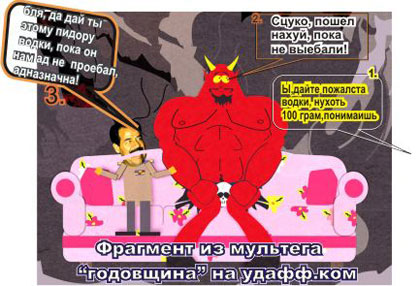 бля, да дай ты
этому пидору
водки, пока он
нам ад не проебал,
адназначна!
3.
2.
Сцуко, пошел
нахуй, пока
не выебали!
1.
Ы,дайте пожалста
водки, нухоть
100 грам,понимаишь
Фрагмент из мультега
"годовщина" на удафф.ком